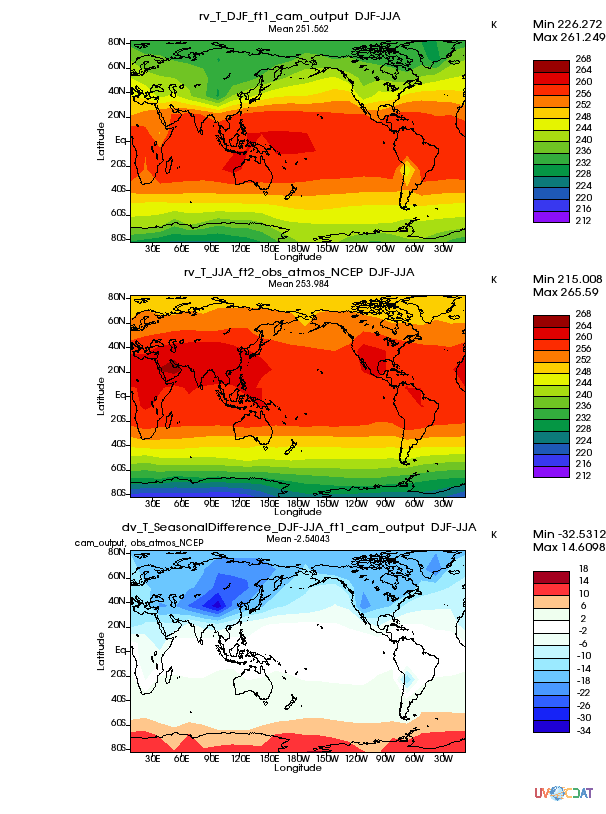 rv_T_DJF_ft1_cam_output DJF-JJA
Mean 251.562
K
Min 226.272
Max 261.249
80N
60N
40N
20N
Eq
20S
40S
60S
80S
Latitude
30E 60E 90E 120E 150E 180W 150W 120W 90W 60W 30W
Longitude
268
264
260
256
252
248
244
240
236
232
228
224
220
216
212
rv_T_JJA_ft2_obs_atmos_NCEP DJF-JJA
Mean 253.984
K
Min 215.008
Max 265.59
80N
60N
40N
20N
Eq
20S
40S
60S
80S
Latitude
30E 60E 90E 120E 150E 180W 150W 120W 90W 60W 30W
Longitude
268
264
260
256
252
248
244
240
236
232
228
224
220
216
212
dv_T_SeasonalDifference_DJF-JJA_ft1_cam_output DJF-JJA
cam_output, obs_atmos_NCEP
Mean -2.54043
K
Min -32.5312
Max 14.6098
80N
60N
40N
20N
Eq
20S
40S
60S
80S
Latitude
30E 60E 90E 120E 150E 180W 150W 120W 90W 60W 30W
Longitude
18
14
10
6
2
-2
-6
-10
-14
-18
-22
-26
-30
-34
UV CDAT